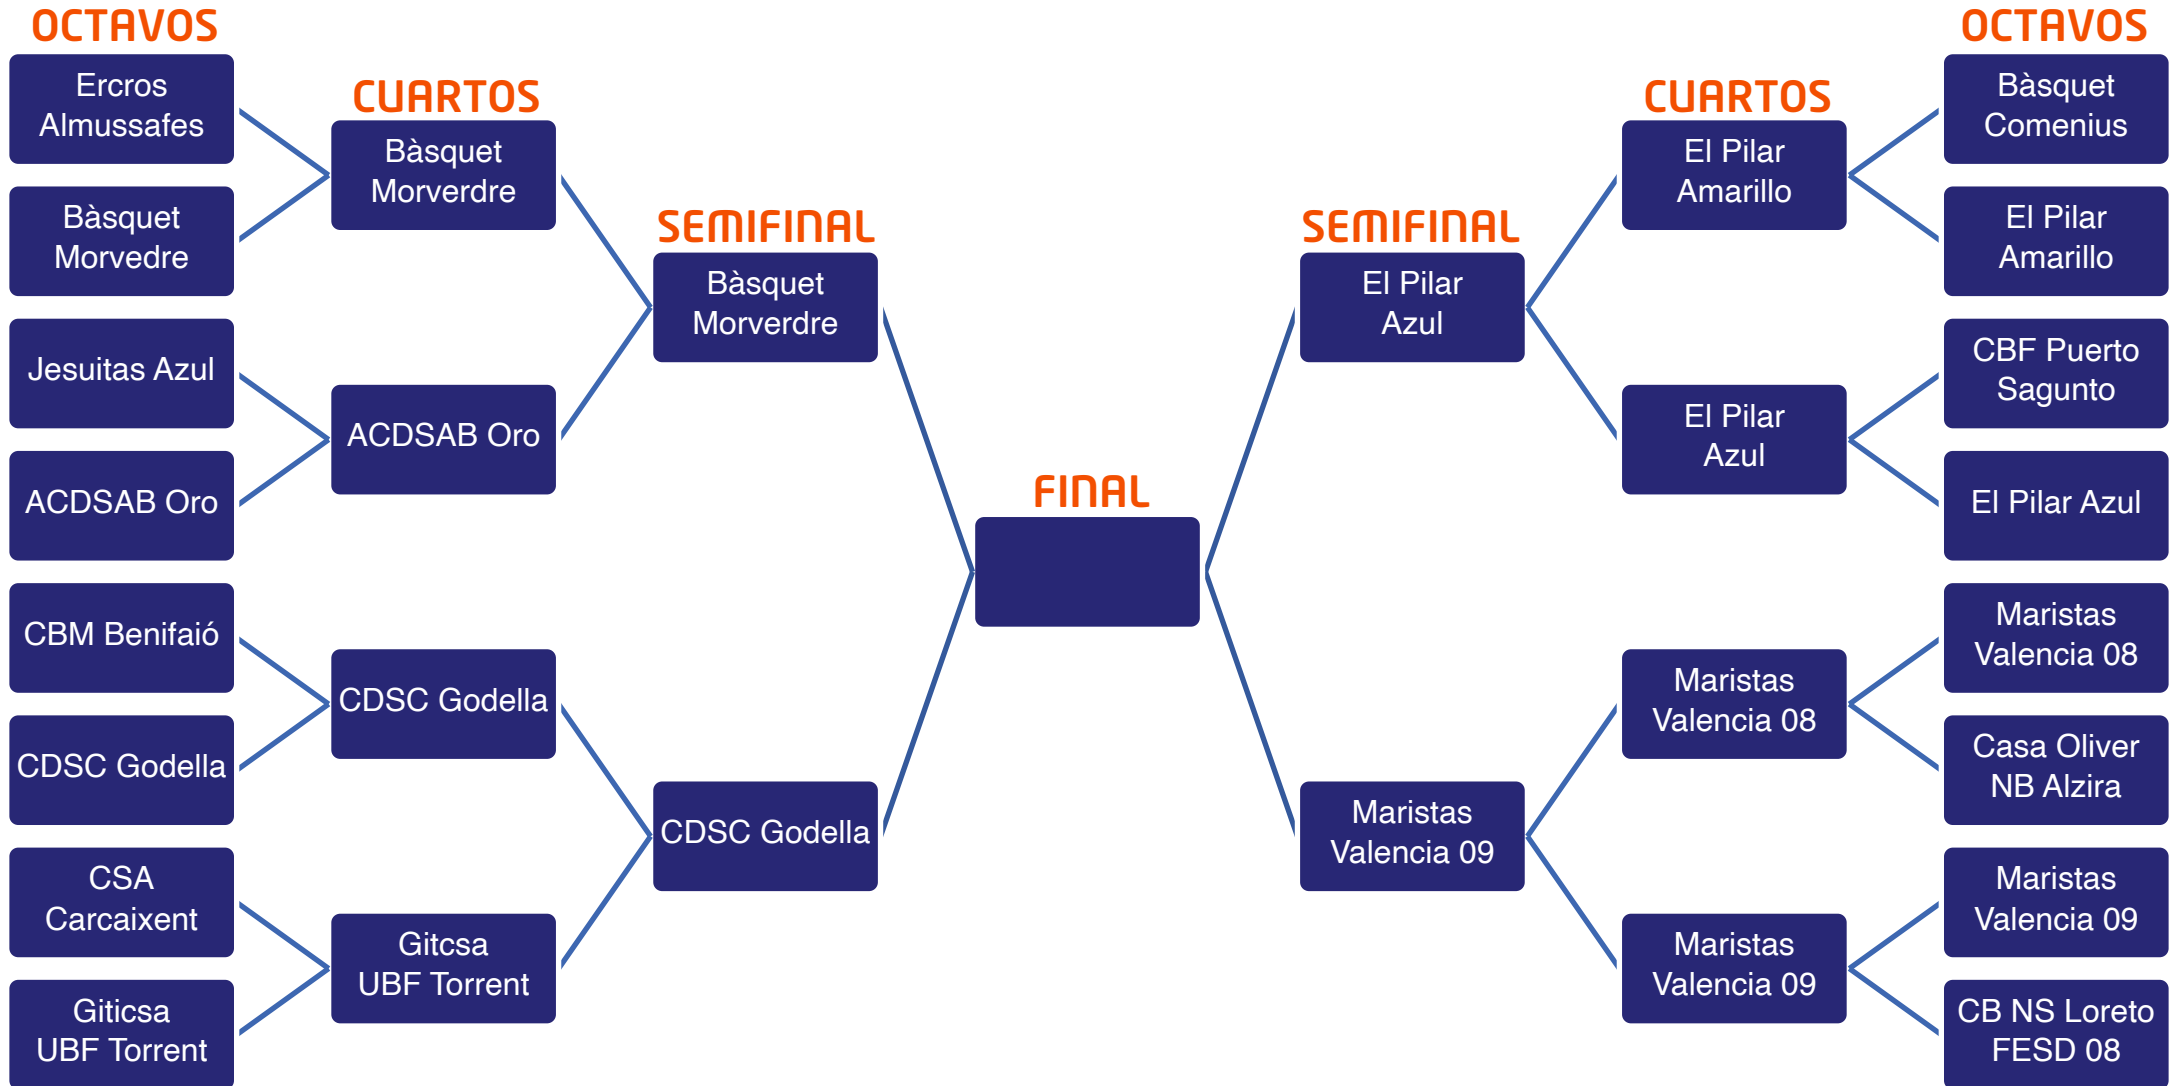 OCTAVOS
Ercros
Almussafes
Bàsquet
Morvedre
Jesuitas Azul
ACDSAB Oro
CBM Benifaió
CDSC Godella
CSA
Carcaixent
Giticsa
UBF Torrent
CUARTOS
Bàsquet
Morverdre
ACDSAB Oro
CDSC Godella
Gitcsa
UBF Torrent
SEMIFINAL
Bàsquet
Morverdre
CDSC Godella
FINAL
SEMIFINAL
El Pilar
Azul
Maristas
Valencia 09
CUARTOS
El Pilar
Amarillo
El Pilar
Azul
Maristas
Valencia 08
Maristas
Valencia 09
OCTAVOS
Bàsquet
Comenius
El Pilar
Amarillo
CBF Puerto
Sagunto
El Pilar Azul
Maristas
Valencia 08
Casa Oliver
NB Alzira
Maristas
Valencia 09
CB NS Loreto
FESD 08